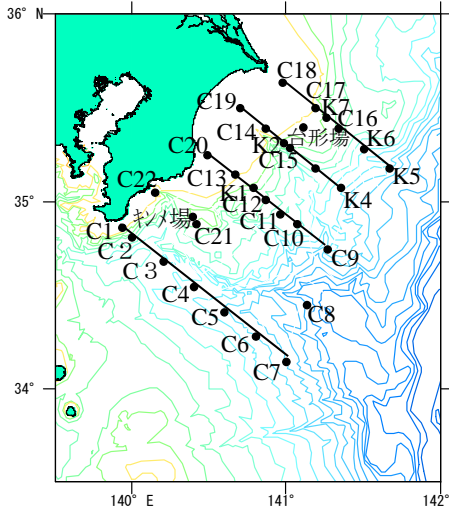 36° N
C18
C17
C19
K7
C14
C16
K2
台形場
C15
K6
C20
K5
C13
C22
K1
K4
C12
35°
キンメ場
C11
C1
C21
C10
C２
C9
C３
C4
C8
C5
C6
C7
34°
140° E
141°
142°